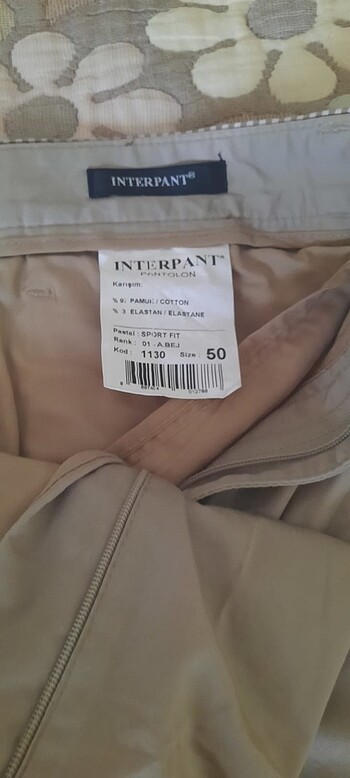 INTERPANT®
INTERPANT®
PANTOLON
Karışım:
PAMUK / COTTON
% 3 ELASTAN / ELASTANE
Pastal : SPORT FIT
Renk : 01 - A.BEJ
Kod : 1130 Size : 50